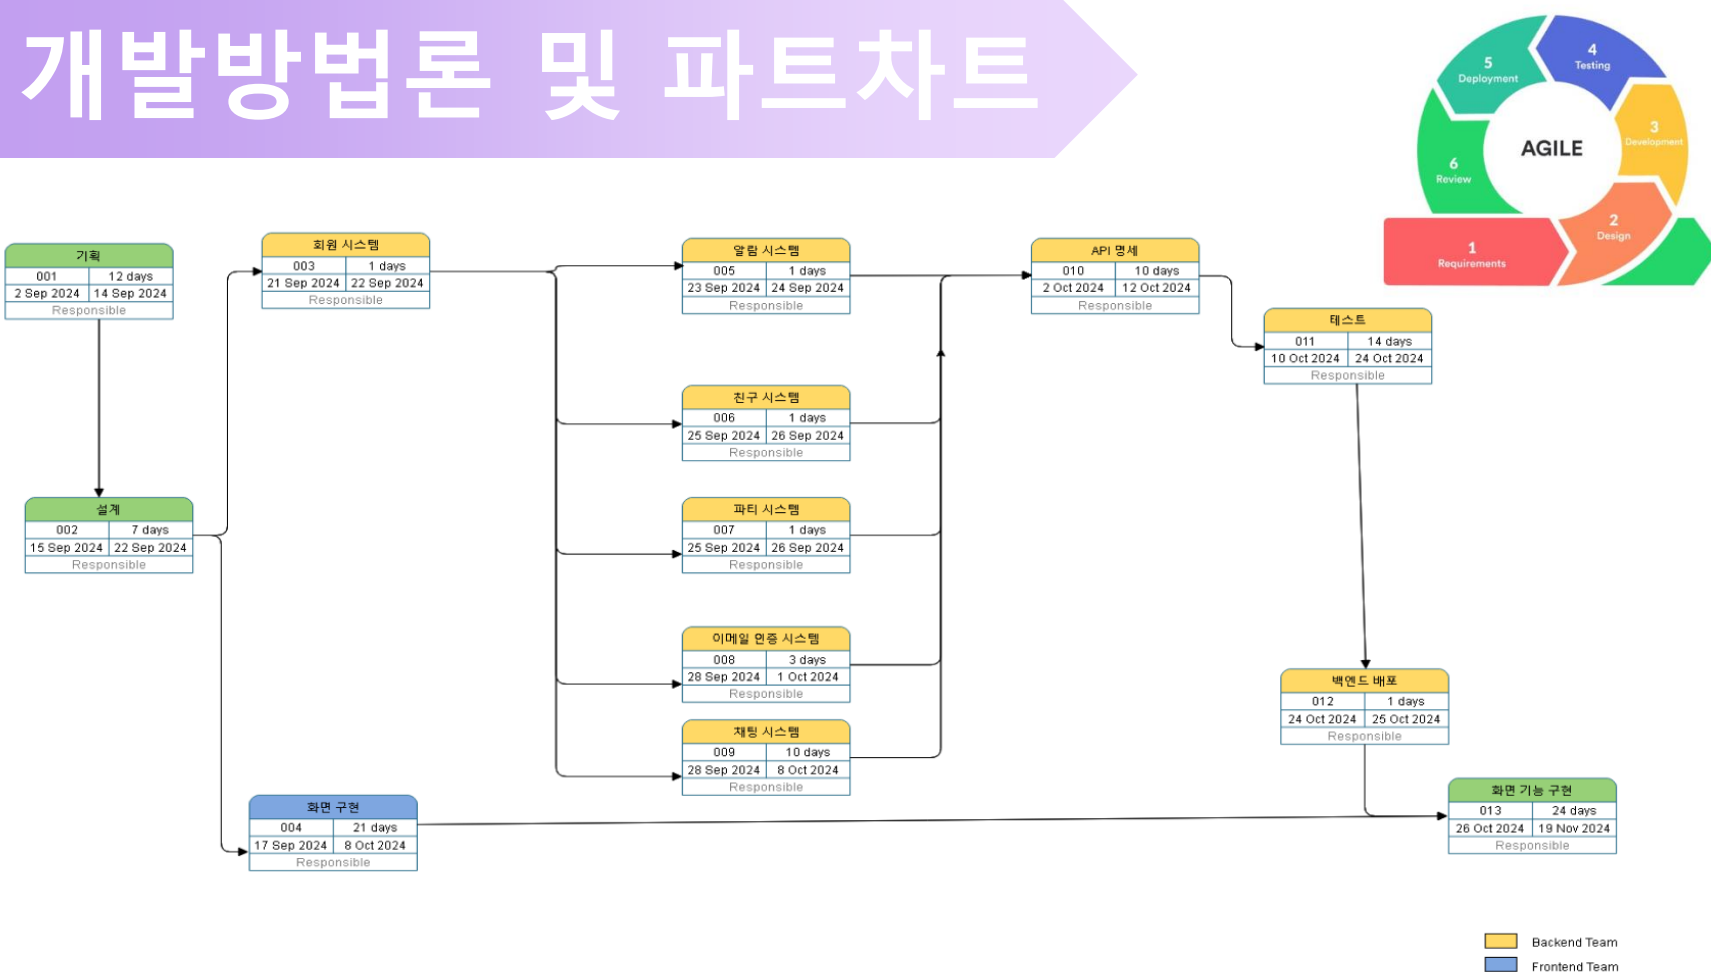 개발방법론 및 파트차트
4
Testing
5
Deployment
3
Development
AGILE
6
Review
2
Design
1
Requirements
기획
001 12 days
2 Sep 2024 14 Sep 2024
Responsible
회원 시스템
003 1 days
21 Sep 2024 22 Sep 2024
Responsible
알람 시스템
005 1 days
23 Sep 2024 24 Sep 2024
Responsible
API 명세
010 10 days
2 Oct 2024 12 Oct 2024
Responsible
테스트
011 14 days
10 Oct 2024 24 Oct 2024
Responsible
친구 시스템
006 1 days
25 Sep 2024 26 Sep 2024
Responsible
설계
002 7 days
15 Sep 2024 22 Sep 2024
Responsible
파티 시스템
007 1 days
25 Sep 2024 26 Sep 2024
Responsible
이메일 인증 시스템
008 3 days
28 Sep 2024 1 Oct 2024
Responsible
백엔드 배포
012 1 days
24 Oct 2024 25 Oct 2024
Responsible
채팅 시스템
009 10 days
28 Sep 2024 8 Oct 2024
Responsible
화면 구현
004 21 days
17 Sep 2024 8 Oct 2024
Responsible
화면 기능 구현
013 24 days
26 Oct 2024 19 Nov 2024
Responsible
Backend Team
Frontend Team